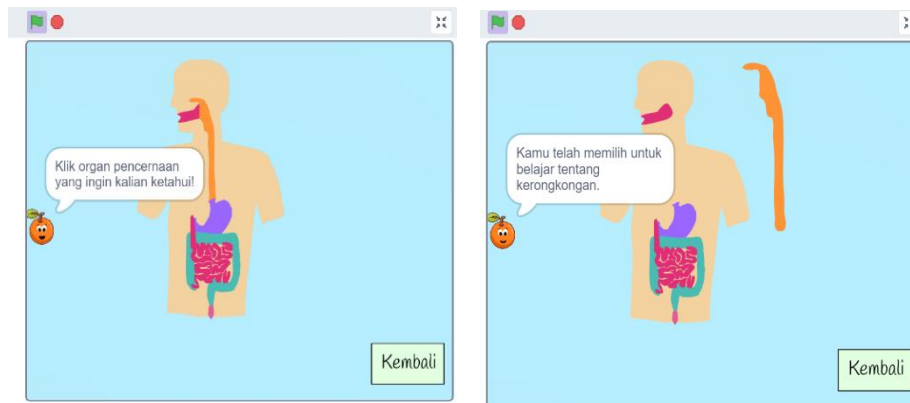 Klik organ pencernaan
yang ingin kalian ketahui!
Kembali
Kamu telah memilih untuk
belajar tentang
kerongkongan.
Kembali